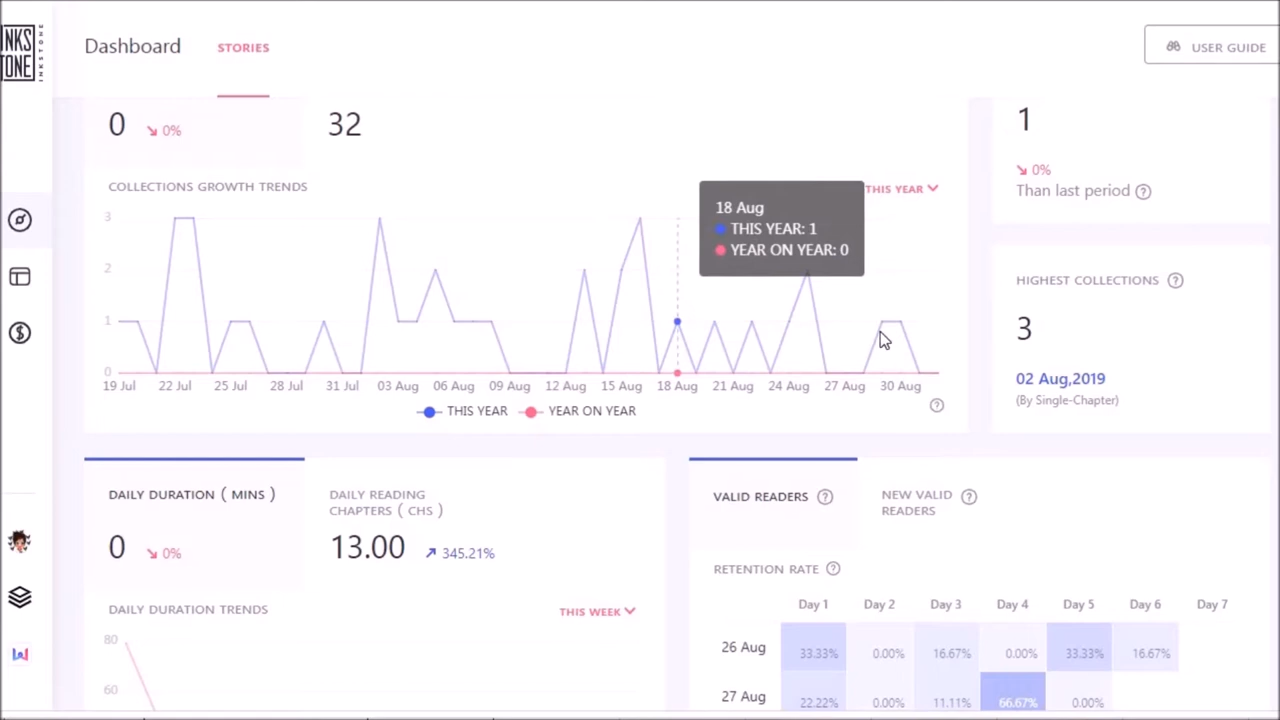 NKS
TONE
INKSTONE
Dashboard
STORIES
USER GUIDE
0
0%
32
1
0%
Than last period
COLLECTIONS GROWTH TRENDS
THIS YEAR
18 Aug
THIS YEAR: 1
YEAR ON YEAR: 0
3
2
1
0
19 Jul 22 Jul 25 Jul 28 Jul 31 Jul 03 Aug 06 Aug 09 Aug 12 Aug 15 Aug 18 Aug 21 Aug 24 Aug 27 Aug 30 Aug
THIS YEAR YEAR ON YEAR
HIGHEST COLLECTIONS
3
02 Aug,2019
(By Single-Chapter)
DAILY DURATION ( MINS )
0
0%
DAILY READING
CHAPTERS ( CHS )
13.00
345.21%
DAILY DURATION TRENDS
THIS WEEK
80
60
VALID READERS
NEW VALID
READERS
RETENTION RATE
Day 1 Day 2 Day 3 Day 4 Day 5 Day 6 Day 7
26 Aug 33.33% 0.00% 16.67% 0.00% 33.33% 16.67%
27 Aug 22.22% 0.00% 11.11% 66.67% 0.00%